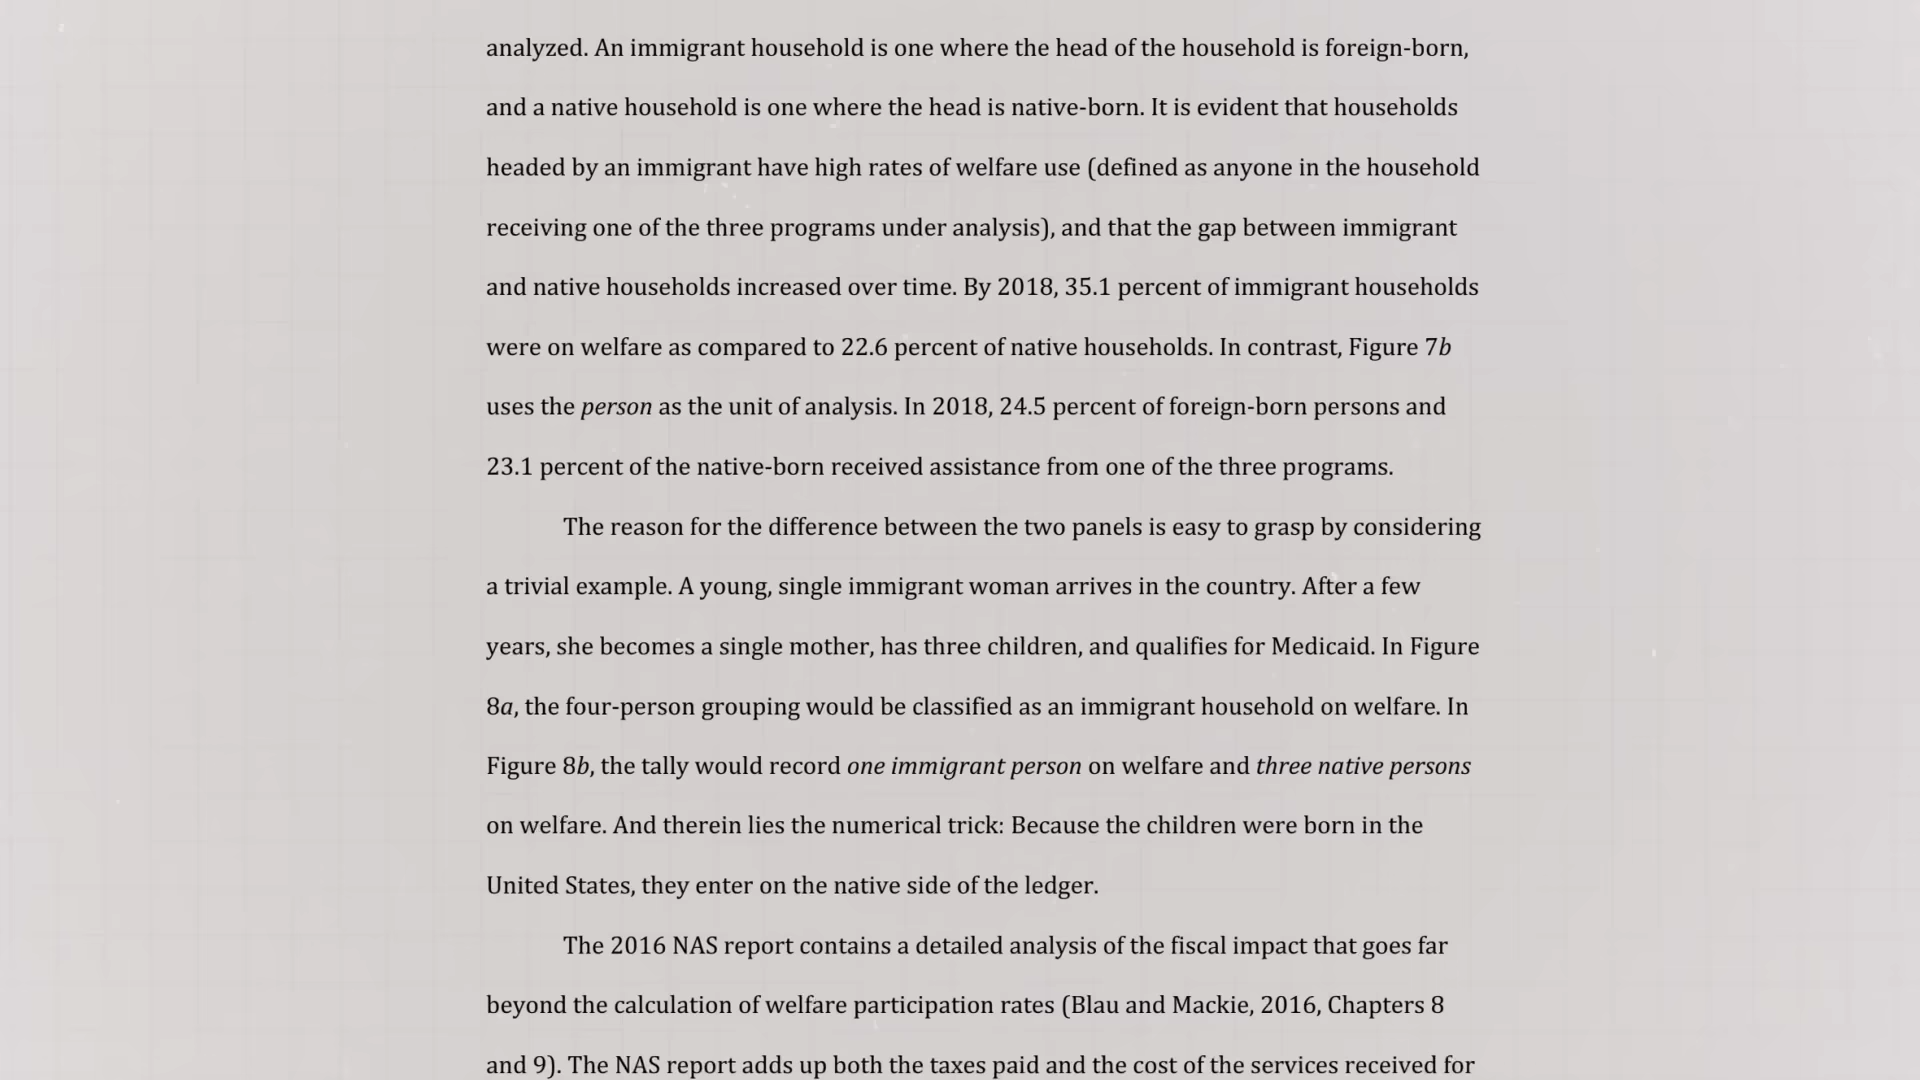 analyzed. An immigrant household is one where the head of the household is foreign-born,
and a native household is one where the head is native-born. It is evident that households
headed by an immigrant have high rates of welfare use (defined as anyone in the household
receiving one of the three programs under analysis), and that the gap between immigrant
and native households increased over time. By 2018, 35.1 percent of immigrant households
were on welfare as compared to 22.6 percent of native households. In contrast, Figure 7b
uses the person as the unit of analysis. In 2018, 24.5 percent of foreign-born persons and
23.1 percent of the native-born received assistance from one of the three programs.
The reason for the difference between the two panels is easy to grasp by considering
a trivial example. A young, single immigrant woman arrives in the country. After a few
years, she becomes a single mother, has three children, and qualifies for Medicaid. In Figure
8a, the four-person grouping would be classified as an immigrant household on welfare. In
Figure 8b, the tally would record one immigrant person on welfare and three native persons
on welfare. And therein lies the numerical trick: Because the children were born in the
United States, they enter on the native side of the ledger.
The 2016 NAS report contains a detailed analysis of the fiscal impact that goes far
beyond the calculation of welfare participation rates (Blau and Mackie, 2016, Chapters 8
and 9). The NAS report adds up both the taxes paid and the cost of the services received for